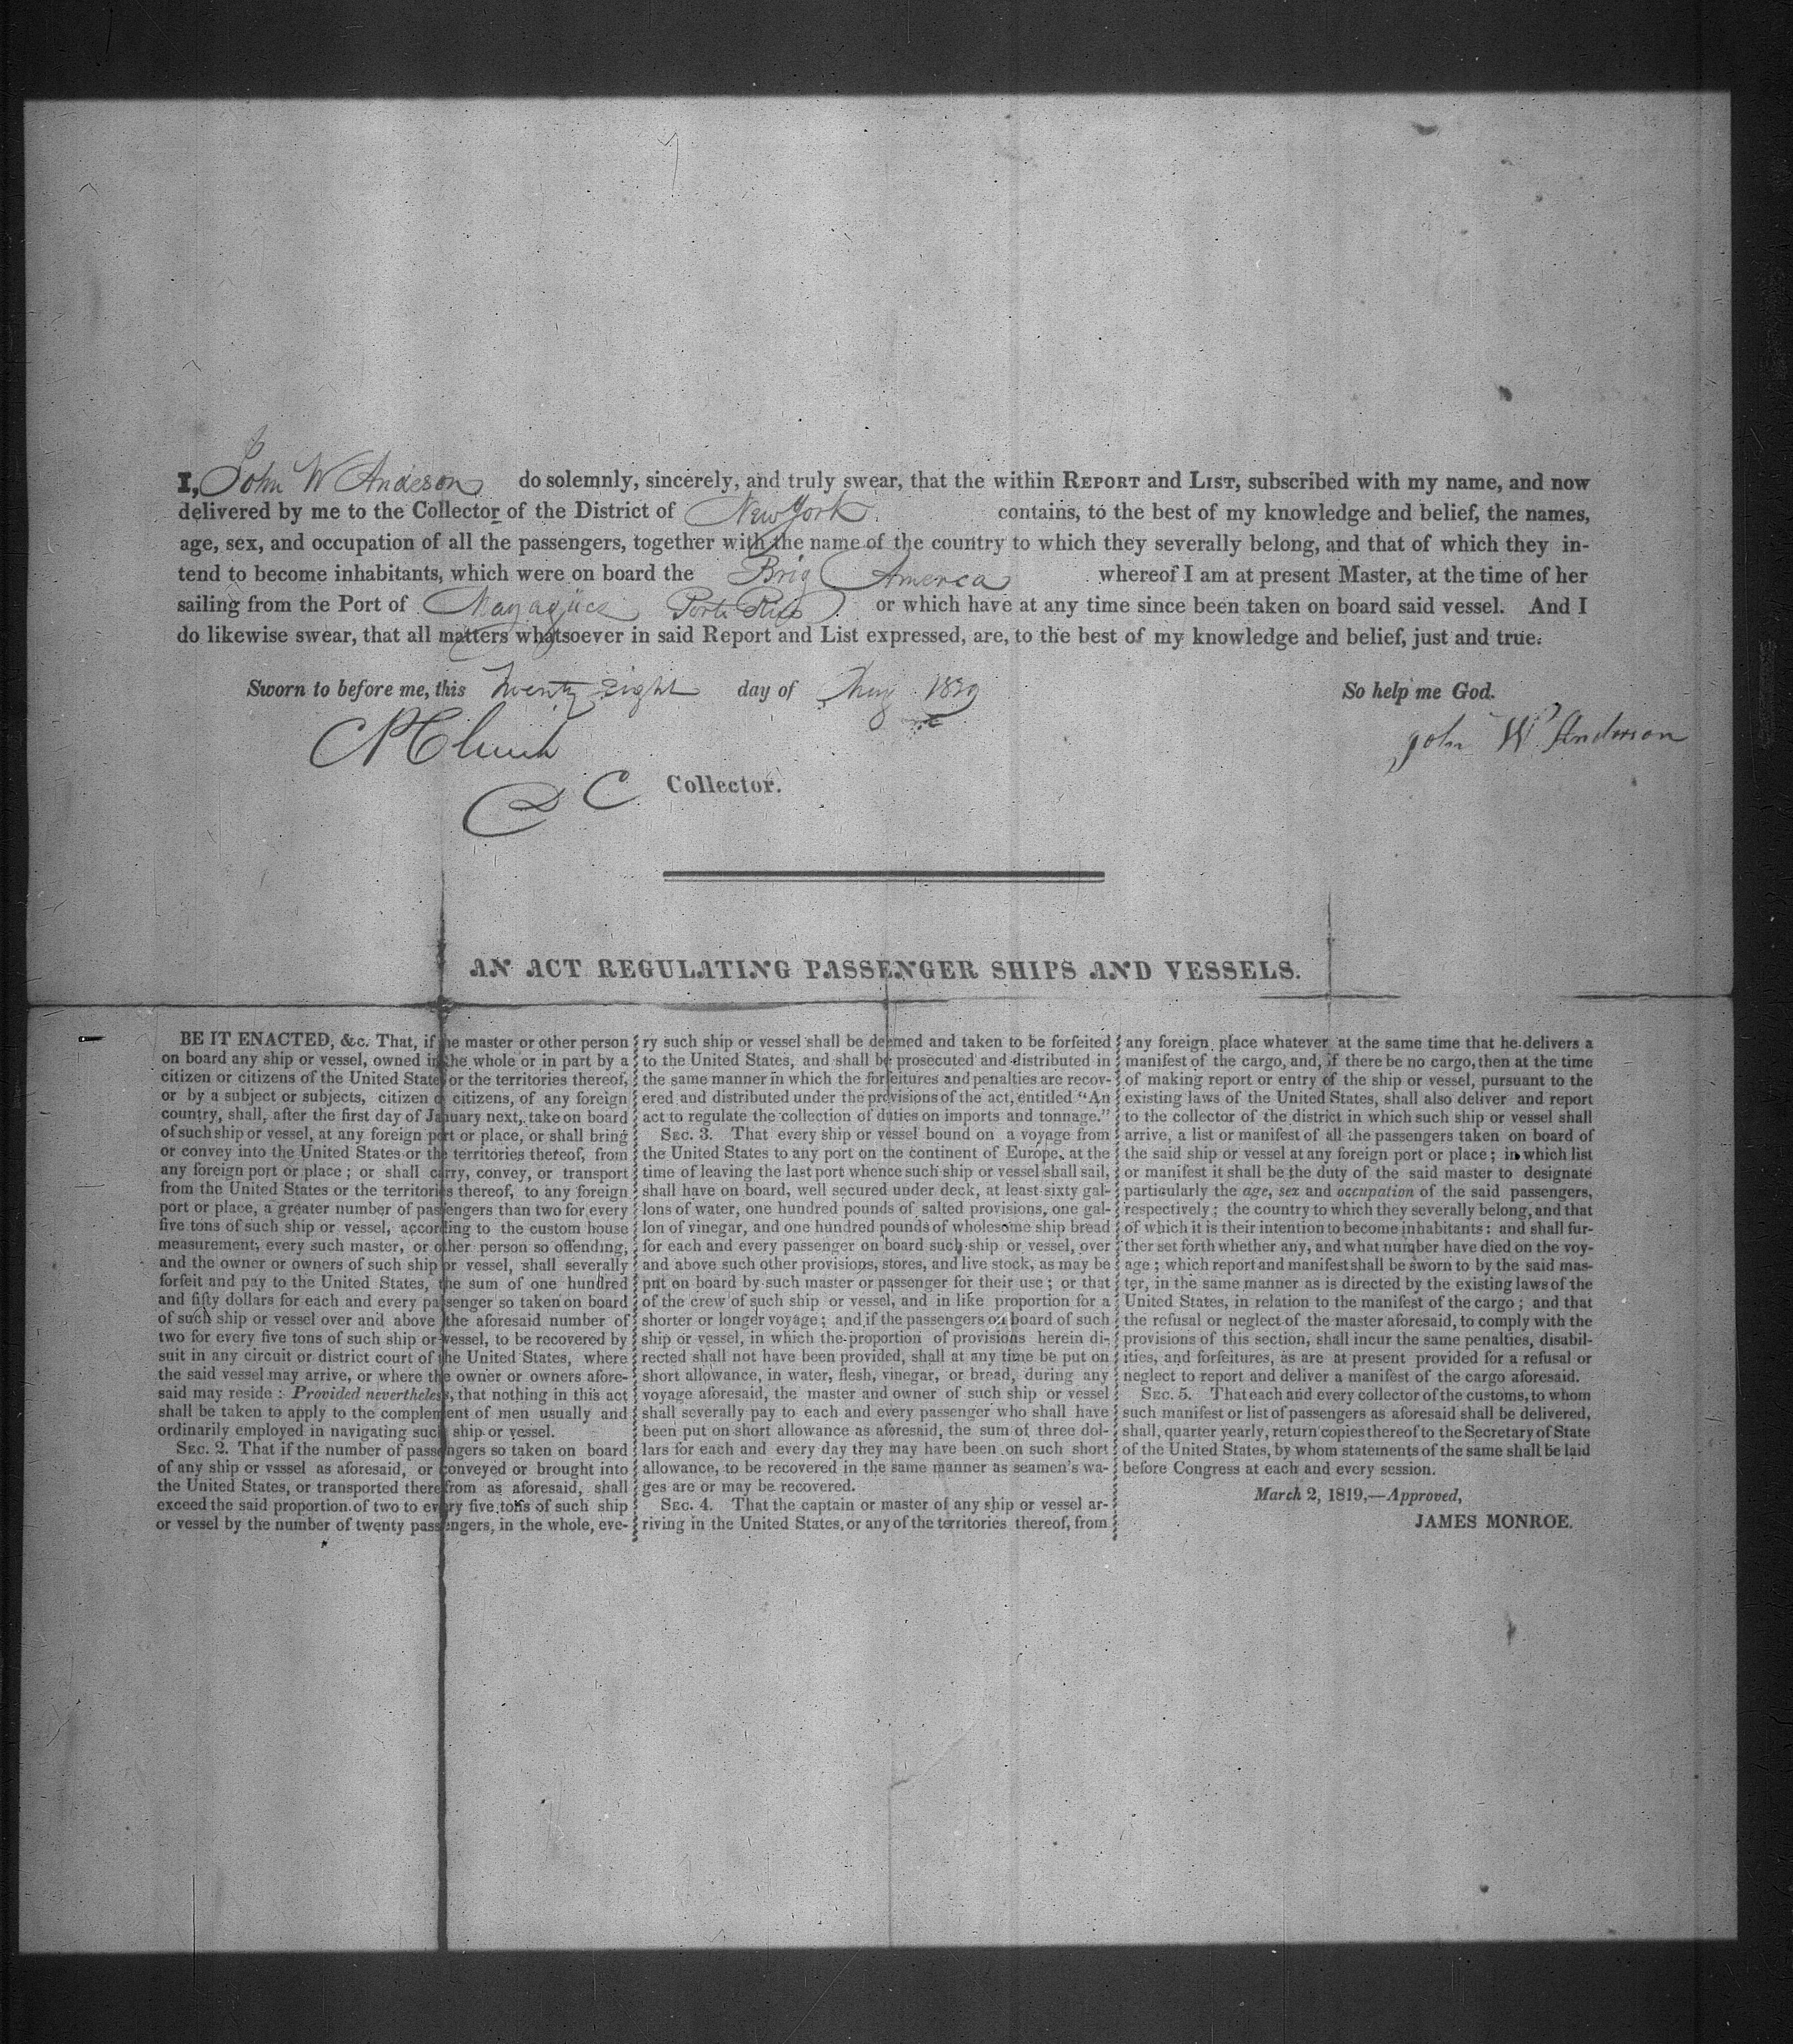 I, John W Anderson do solemnly, sincerely, and truly swear, that the within REPORT and LIST, subscribed with my name, and now
delivered by me to the Collector of the District of New York contains, to the best of my knowledge and belief, the names,
age, sex, and occupation of all the passengers, together with the name of the country to which they severally belong, and that of which they in-
tend to become inhabitants, which were on board the Brig America whereof I am at present Master, at the time of her
sailing from the Port of Mayagüez Porto Rico or which have at any time since been taken on board said vessel. And I
do likewise swear, that all matters whatsoever in said Report and List expressed, are, to the best of my knowledge and belief, just and true.
Sworn to before me, this Twenty eight day of May 1839 So help me God.
John W Anderson
D C Collector.
AN ACT REGULATING PASSENGER SHIPS AND VESSELS.
BE IT ENACTED, &c. That, if the master or other person
on board any ship or vessel, owned in the whole or in part by a
citizen or citizens of the United States or the territories thereof,
or by a subject or subjects, citizen or citizens, of any foreign
country, shall, after the first day of January next, take on board
of such ship or vessel, at any foreign port or place, or shall bring
or convey into the United States or the territories thereof, from
any foreign port or place ; or shall carry, convey, or transport
from the United States or the territories thereof, to any foreign
port or place, a greater number of passengers than two for every
five tons of such ship or vessel, according to the custom house
measurement, every such master, or other person so offending,
and the owner or owners of such ship or vessel, shall severally
forfeit and pay to the United States, the sum of one hundred
and fifty dollars for each and every passenger so taken on board
of such ship or vessel over and above the aforesaid number of
two for every five tons of such ship or vessel, to be recovered by
suit in any circuit or district court of the United States, where
the said vessel may arrive, or where the owner or owners afore-
said may reside : Provided nevertheless, that nothing in this act
shall be taken to apply to the complement of men usually and
ordinarily employed in navigating such ship or vessel.
SEC. 2. That if the number of passengers so taken on board
of any ship or vsssel as aforesaid, or conveyed or brought into
the United States, or transported therefrom as aforesaid, shall
exceed the said proportion of two to every five tons of such ship
or vessel by the number of twenty passengers, in the whole, eve-
ry such ship or vessel shall be deemed and taken to be forfeited
to the United States, and shall be prosecuted and distributed in
the same manner in which the forfeitures and penalties are recov-
ered and distributed under the provisions of the act, entitled "An
act to regulate the collection of duties on imports and tonnage."
SEC. 3. That every ship or vessel bound on a voyage from
the United States to any port on the continent of Europe, at the
time of leaving the last port whence such ship or vessel shall sail,
shall have on board, well secured under deck, at least sixty gal-
lons of water, one hundred pounds of salted provisions, one gal-
lon of vinegar, and one hundred pounds of wholesome ship bread
for each and every passenger on board such ship or vessel, over
and above such other provisions, stores, and live stock, as may be
put on board by such master or passenger for their use ; or that
of the crew of such ship or vessel, and in like proportion for a
shorter or longer voyage ; and if the passengers on board of such
ship or vessel, in which the proportion of provisions herein di-
rected shall not have been provided, shall at any time be put on
short allowance, in water, flesh, vinegar, or bread, during any
voyage aforesaid, the master and owner of such ship or vessel
shall severally pay to each and every passenger who shall have
been put on short allowance as aforesaid, the sum of three dol-
lars for each and every day they may have been on such short
allowance, to be recovered in the same manner as seamen's wa-
ges are or may be recovered.
SEC. 4. That the captain or master of any ship or vessel ar-
riving in the United States, or any of the territories thereof, from
any foreign place whatever, at the same time that he delivers a
manifest of the cargo, and, if there be no cargo, then at the time
of making report or entry of the ship or vessel, pursuant to the
existing laws of the United States, shall also deliver and report
to the collector of the district in which such ship or vessel shall
arrive, a list or manifest of all the passengers taken on board of
the said ship or vessel at any foreign port or place ; in which list
or manifest it shall be the duty of the said master to designate
particularly the age, sex and occupation of the said passengers,
respectively ; the country to which they severally belong, and that
of which it is their intention to become inhabitants ; and shall fur-
ther set forth whether any, and what number have died on the voy-
age ; which report and manifest shall be sworn to by the said mas-
ter, in the same manner as is directed by the existing laws of the
United States, in relation to the manifest of the cargo ; and that
the refusal or neglect of the master aforesaid, to comply with the
provisions of this section, shall incur the same penalties, disabil-
ities, and forfeitures, as are at present provided for a refusal or
neglect to report and deliver a manifest of the cargo aforesaid.
SEC. 5. That each and every collector of the customs, to whom
such manifest or list of passengers as aforesaid shall be delivered,
shall, quarter yearly, return copies thereof to the Secretary of State
of the United States, by whom statements of the same shall be laid
before Congress at each and every session.
March 2, 1819,—Approved,
JAMES MONROE.